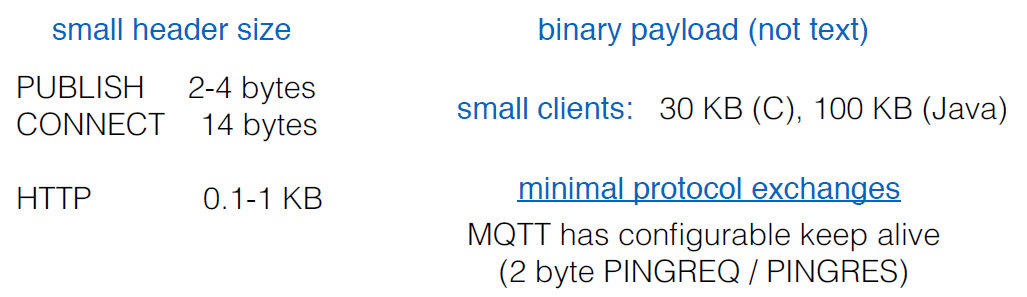 small header size
PUBLISH 2-4 bytes
CONNECT 14 bytes
HTTP 0.1-1 KB
binary payload (not text)
small clients: 30 KB (C), 100 KB (Java)
minimal protocol exchanges
MQTT has configurable keep alive
(2 byte PINGREQ / PINGRES)